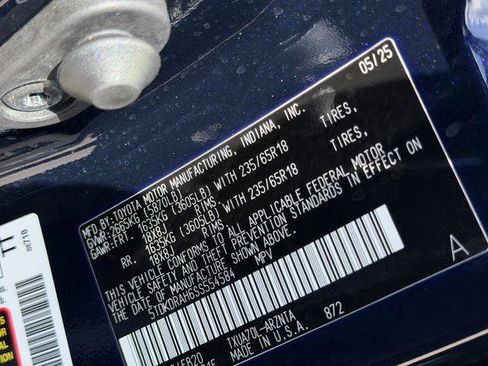 MFD.BY:TOYOTA MOTOR MANUFACTURING, INDIANA, INC. 05/25
GVWR:2665KG (5870LB)
GAWR:FRT. 1635KG (3605LB) WITH 235/65R18 TIRES,
18X8J RIMS
RR. 1635KG (3605LB) WITH 235/65R18 TIRES,
18X8J RIMS
THIS VEHICLE CONFORMS TO ALL APPLICABLE FEDERAL MOTOR
VEHICLE SAFETY AND THEFT PREVENTION STANDARDS IN EFFECT ON
THE DATE OF MANUFACTURE SHOWN ABOVE.
MPV
A
/EB20
TXUA70L-ARZATA
MADE IN U.S.A. 872